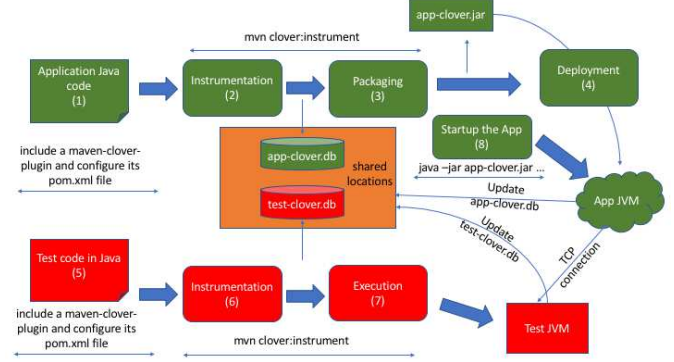 app-clover.jar
mvn clover:instrument
Application Java
code
(1)
Instrumentation
(2)
Packaging
(3)
Deployment
(4)
Startup the App
(8)
java –jar app-clover.jar ...
include a maven-clover-
plugin and configure its
pom.xml file
app-clover.db
shared
locations
test-clover.db
Update
app-clover.db
App JVM
Update
test-clover.db
TCP
connection
Test code in Java
(5)
Instrumentation
(6)
Execution
(7)
Test JVM
include a maven-clover-
plugin and configure its
pom.xml file
mvn clover:instrument